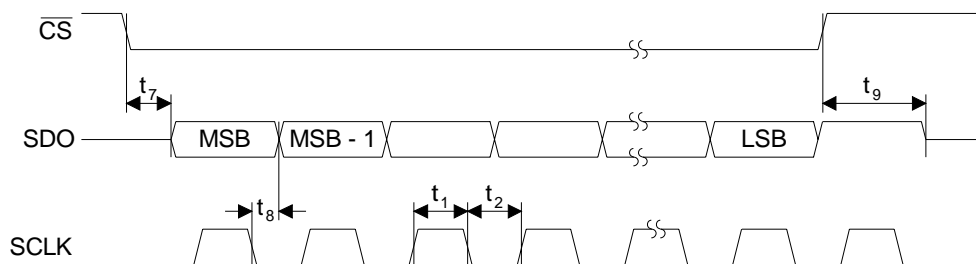 CS
t7
t9
SDO
MSB
MSB - 1
LSB
t8
t1
t2
SCLK